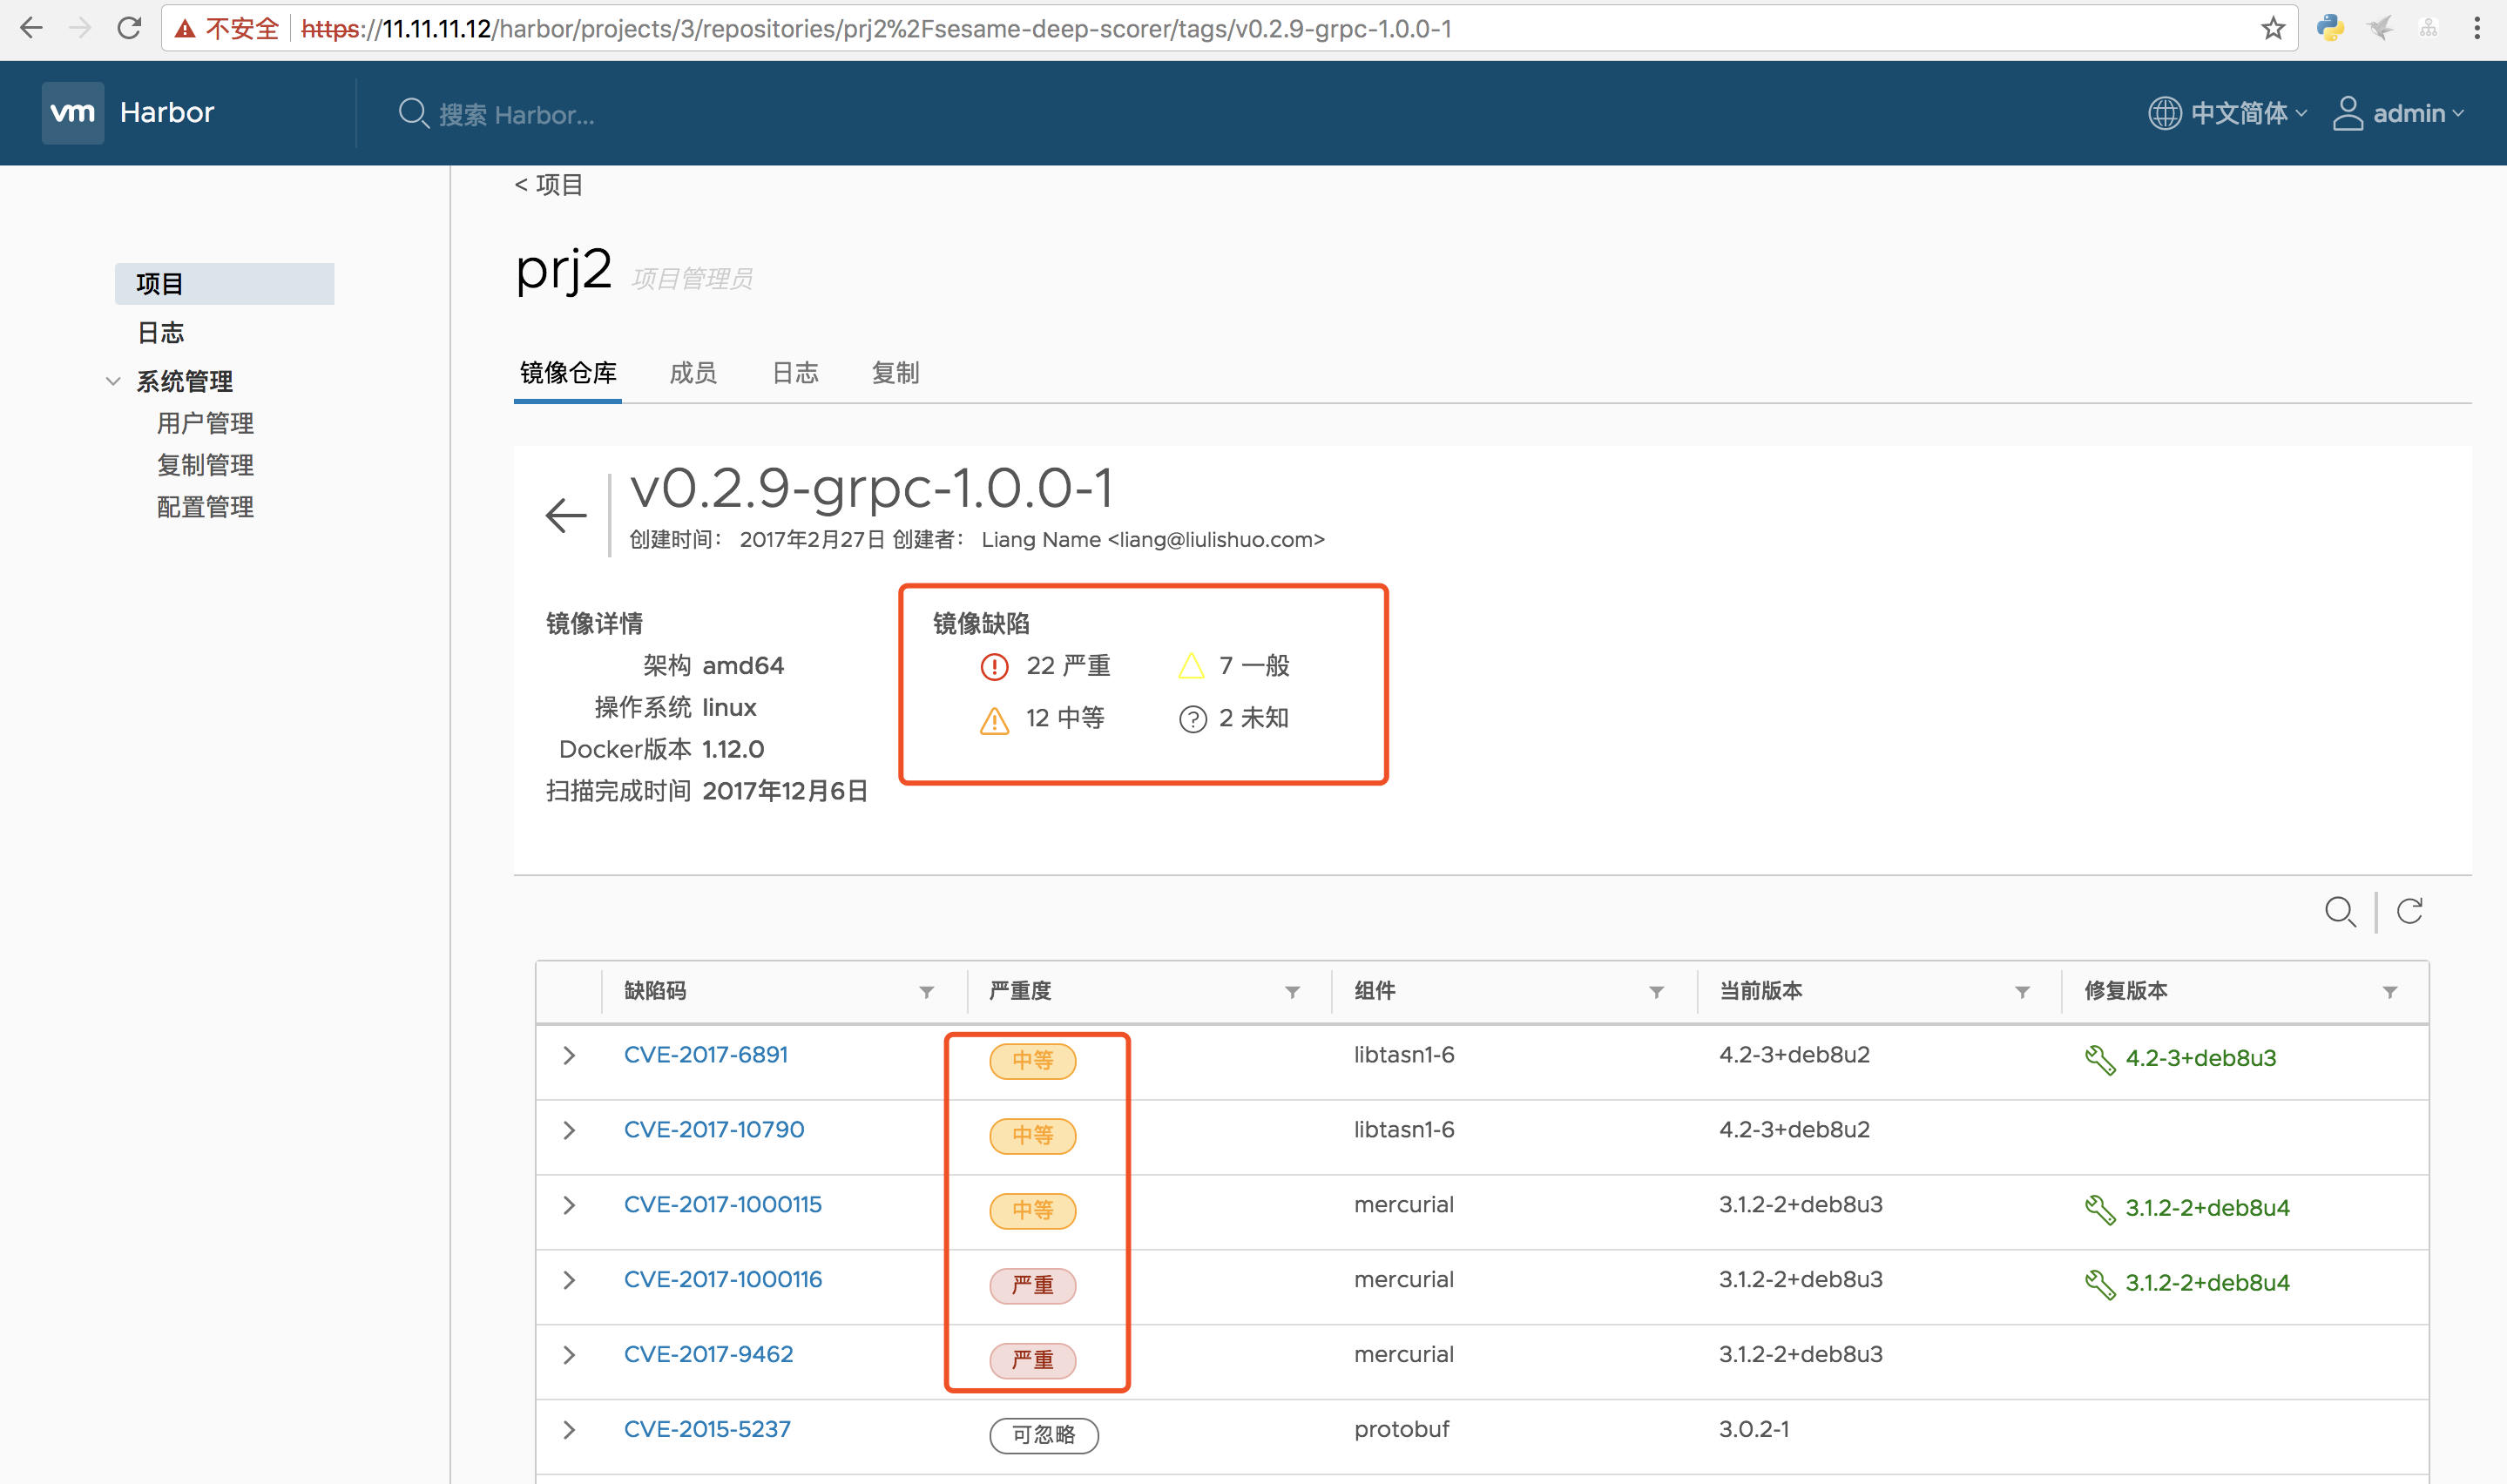 不安全 https://11.11.11.12/harbor/projects/3/repositories/prj2%2Fsesame-deep-scorer/tags/v0.2.9-grpc-1.0.0-1
vm Harbor 搜索 Harbor... 中文简体 admin
< 项目
prj2 项目管理员
项目
日志
系统管理
用户管理
复制管理
配置管理
镜像仓库 成员 日志 复制
v0.2.9-grpc-1.0.0-1
创建时间： 2017年2月27日 创建者： Liang Name <liang@liulishuo.com>
镜像详情
架构 amd64
操作系统 linux
Docker版本 1.12.0
扫描完成时间 2017年12月6日
镜像缺陷
22 严重 7 一般
12 中等 2 未知
缺陷码 严重度 组件 当前版本 修复版本
CVE-2017-6891 中等 libtasn1-6 4.2-3+deb8u2 4.2-3+deb8u3
CVE-2017-10790 中等 libtasn1-6 4.2-3+deb8u2
CVE-2017-1000115 中等 mercurial 3.1.2-2+deb8u3 3.1.2-2+deb8u4
CVE-2017-1000116 严重 mercurial 3.1.2-2+deb8u3 3.1.2-2+deb8u4
CVE-2017-9462 严重 mercurial 3.1.2-2+deb8u3
CVE-2015-5237 可忽略 protobuf 3.0.2-1